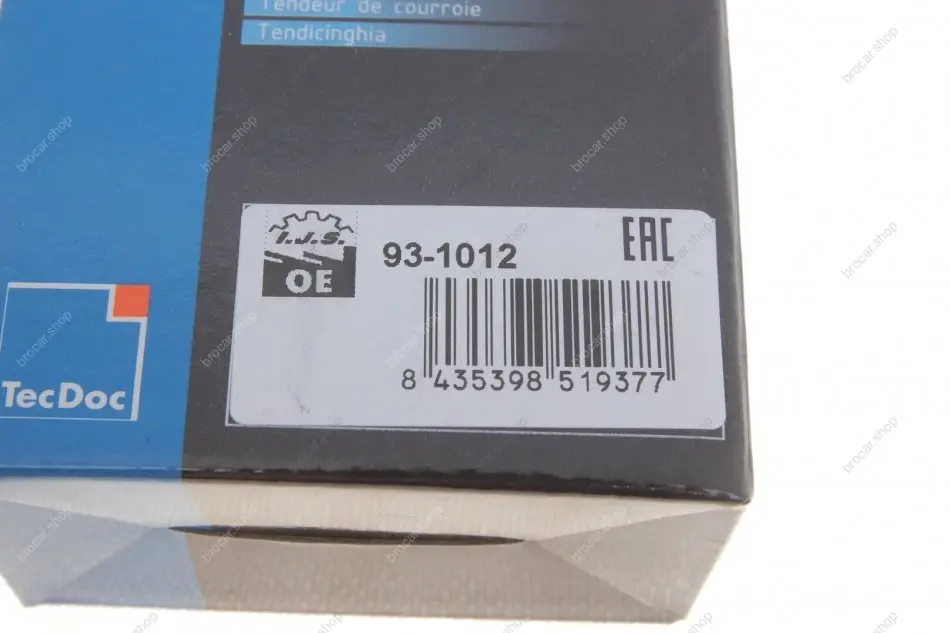 Tendeur de courroie
Tendicinghia
I.J.S.
OE
93-1012
EAC
8 435398 519377
TecDoc
brocar.shop